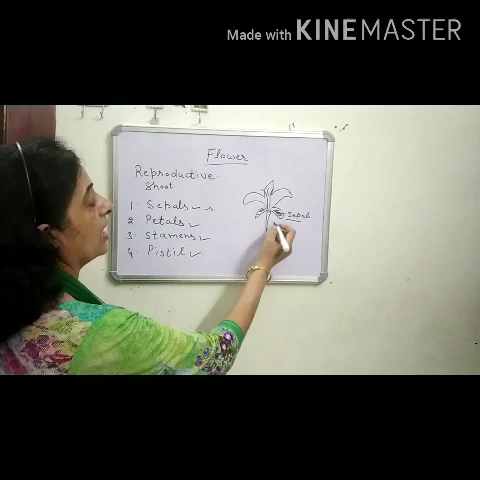 Made with KINEMASTER
Flower
Reproductive
Shoot
1. Sepals
2. Petals
3. Stamens
4. Pistil
Sepal